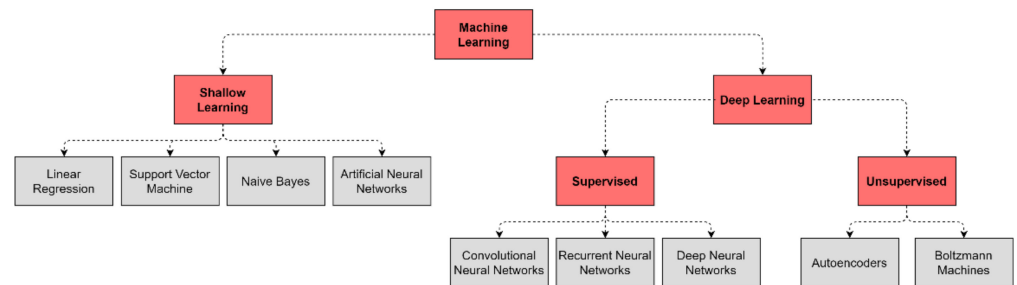 Machine
Learning
Shallow
Learning
Deep Learning
Linear
Regression
Support Vector
Machine
Naive Bayes
Artificial Neural
Networks
Supervised
Unsupervised
Convolutional
Neural Networks
Recurrent Neural
Networks
Deep Neural
Networks
Autoencoders
Boltzmann
Machines